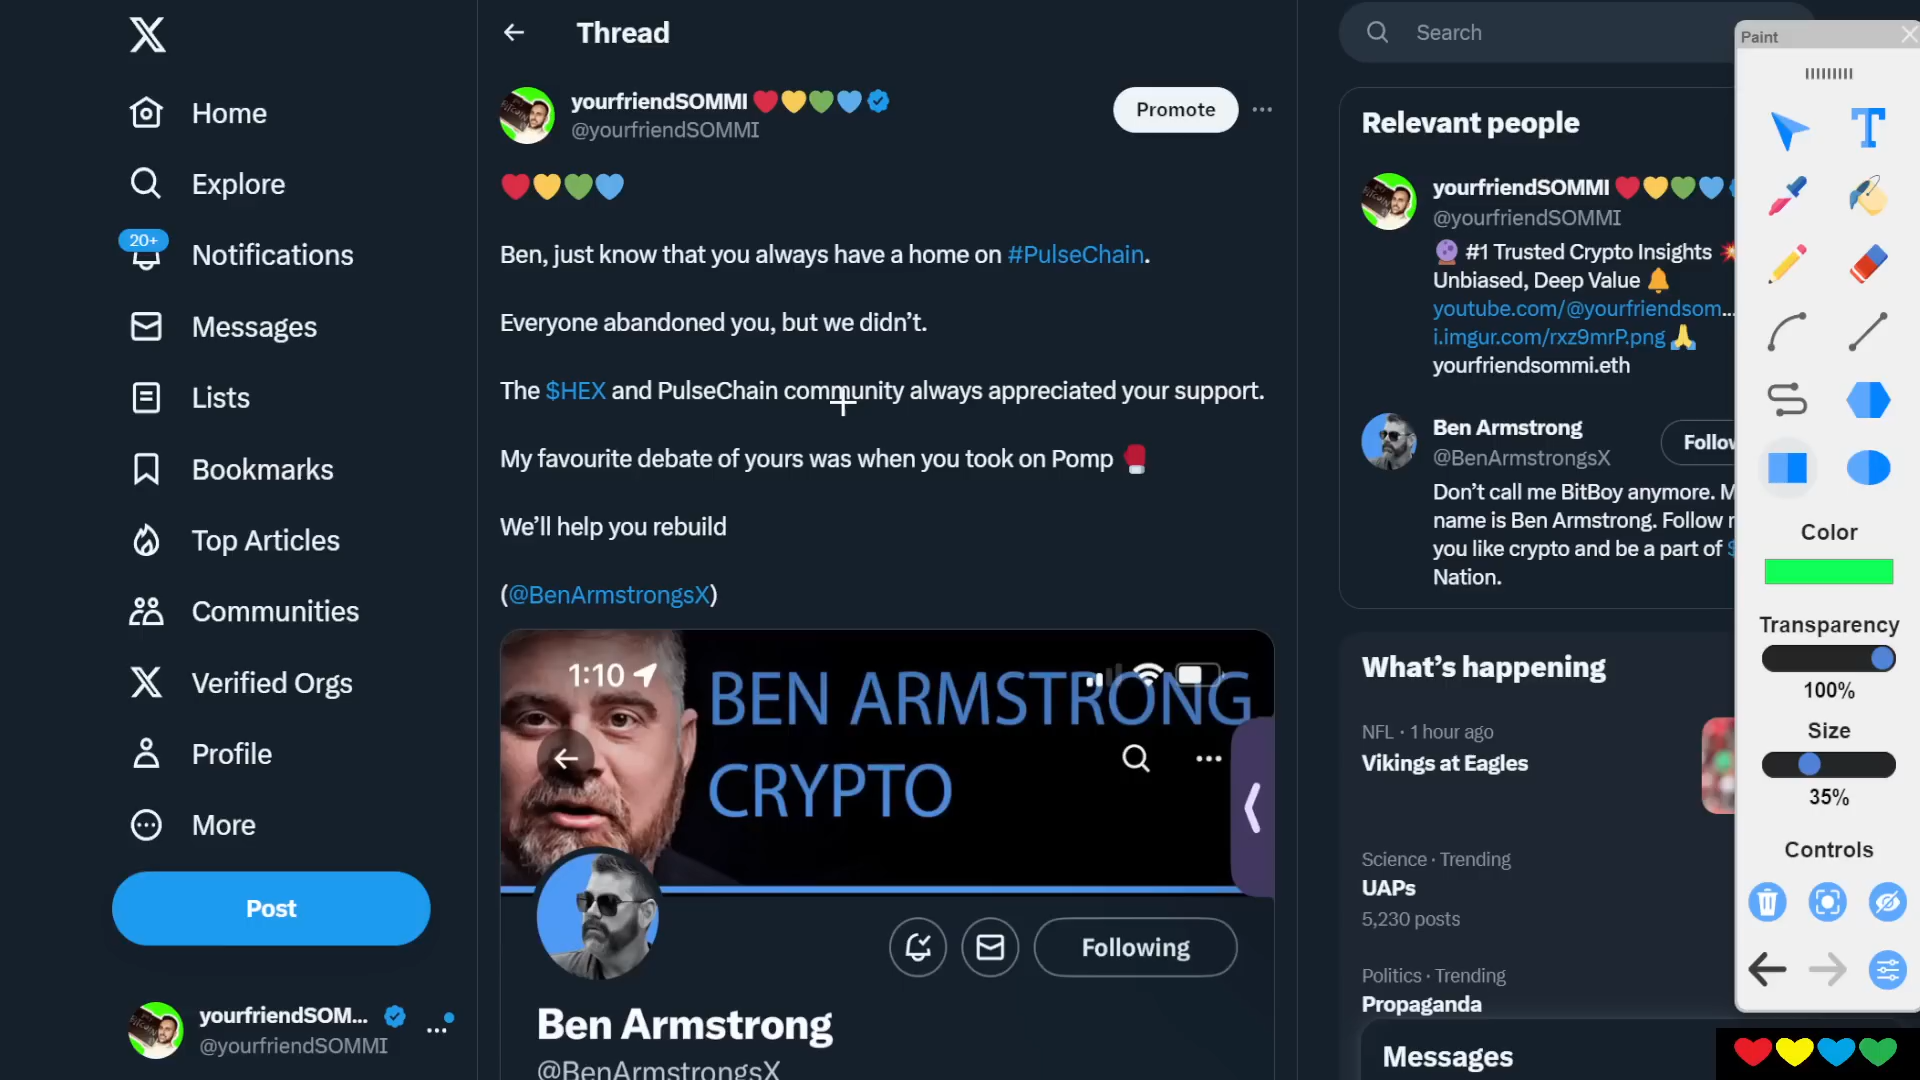 X
Home
Explore
20+
Notifications
Messages
Lists
Bookmarks
Top Articles
Communities
Verified Orgs
Profile
More
Post
yourfriendSOM...
@yourfriendSOMMI
Thread
yourfriendSOMMI ❤️💛💚💙
@yourfriendSOMMI
Promote
❤️💛💚💙
Ben, just know that you always have a home on #PulseChain.
Everyone abandoned you, but we didn’t.
The $HEX and PulseChain community always appreciated your support.
My favourite debate of yours was when you took on Pomp 🥊
We’ll help you rebuild
(@BenArmstrongsX)
1:10
BEN ARMSTRONG
CRYPTO
Following
Ben Armstrong
@BenArmstrongsX
Search
Relevant people
yourfriendSOMMI ❤️💛💚💙
@yourfriendSOMMI
🔮 #1 Trusted Crypto Insights 💥
Unbiased, Deep Value 🔔
youtube.com/@yourfriendsom...
i.imgur.com/rxz9mrP.png 🙏
yourfriendsommi.eth
Ben Armstrong
@BenArmstrongsX
Follow
Don’t call me BitBoy anymore. M
name is Ben Armstrong. Follow
you like crypto and be a part of $
Nation.
What’s happening
NFL · 1 hour ago
Vikings at Eagles
Science · Trending
UAPs
5,230 posts
Politics · Trending
Propaganda
Messages
Paint
T
Color
Transparency
100%
Size
35%
Controls